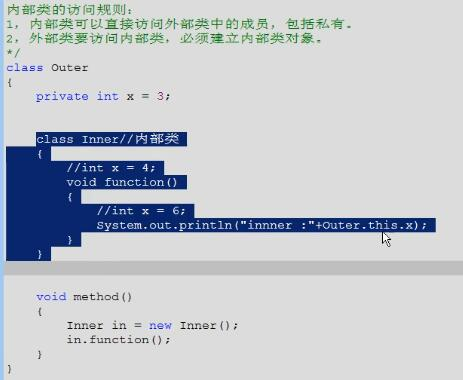 内部类的访问规则:
1, 内部类可以直接访问外部类中的成员, 包括私有。
2, 外部类要访问内部类, 必须建立内部类对象。
*/
class Outer
{
private int x = 3;
class Inner//内部类
{
//int x = 4;
void function()
{
//int x = 6;
System.out.println("innner :"+Outer.this.x);
}
}
void method()
{
Inner in = new Inner();
in.function();
}
}